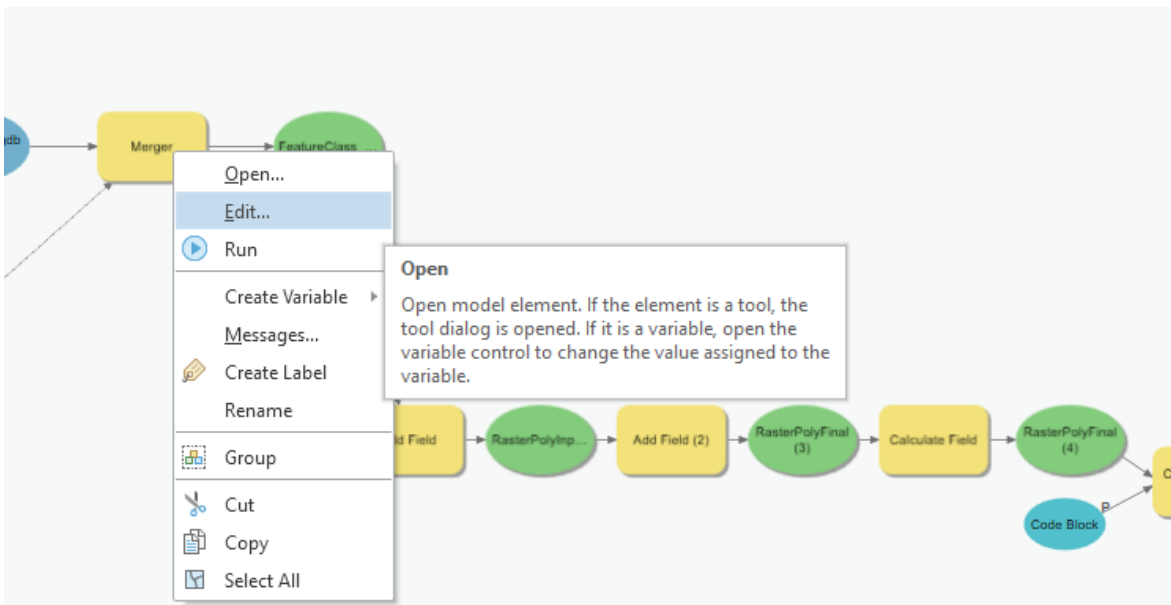 gdb
Merger
FeatureClass_...
Open...
Edit...
Run
Create Variable
Messages...
Create Label
Rename
Group
Cut
Copy
Select All
Open
Open model element. If the element is a tool, the
tool dialog is opened. If it is a variable, open the
variable control to change the value assigned to the
variable.
ld Field
RasterPolyInp...
Add Field (2)
RasterPolyFinal
(3)
Calculate Field
RasterPolyFinal
(4)
P
Code Block
C